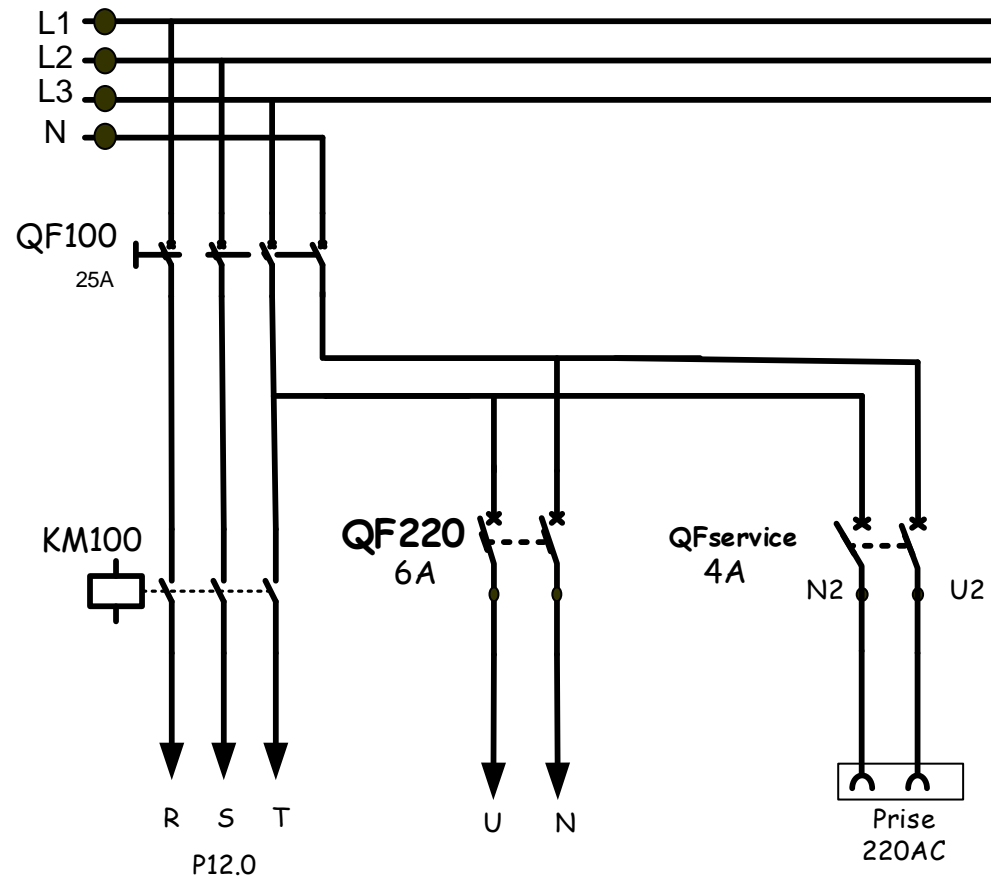 L1
L2
L3
N
QF100
25A
KM100
QF220
6A
QFservice
4A
N2
U2
R S T
U N
P12.0
Prise
220AC